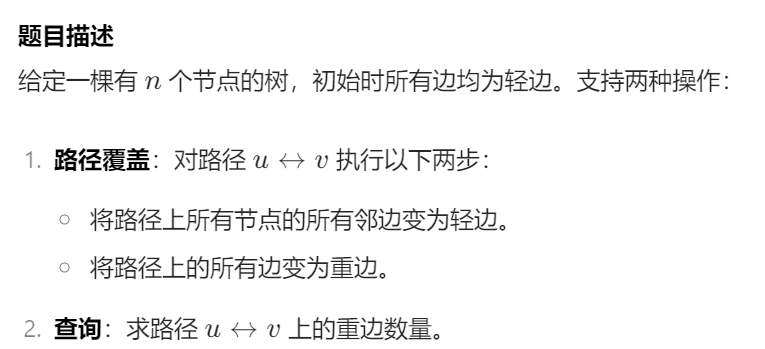 题目描述
给定一棵有 n 个节点的树，初始时所有边均为轻边。支持两种操作：
1. 路径覆盖：对路径 u ↔ v 执行以下两步：
○ 将路径上所有节点的所有邻边变为轻边。
○ 将路径上的所有边变为重边。
2. 查询：求路径 u ↔ v 上的重边数量。